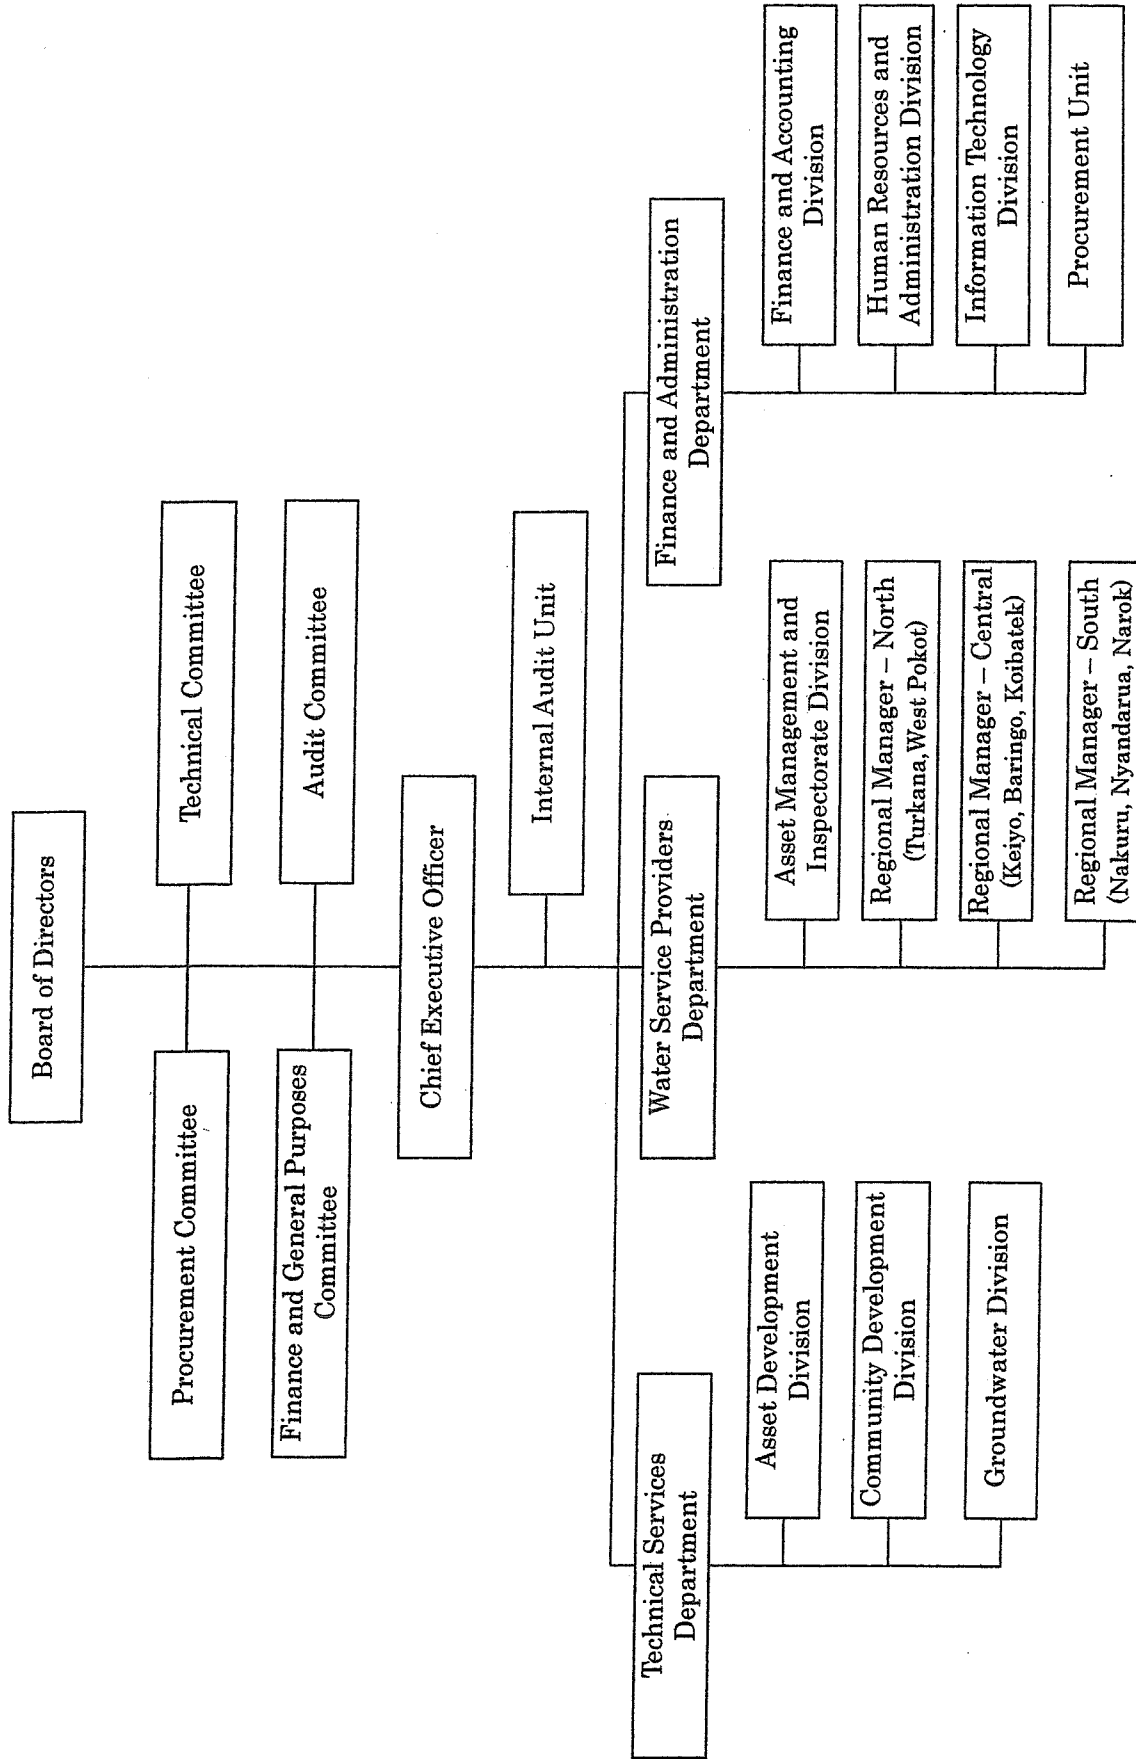 Board of Directors
Procurement Committee
Technical Committee
Finance and General Purposes
Committee
Audit Committee
Chief Executive Officer
Internal Audit Unit
Technical Services
Department
Water Service Providers
Department
Finance and Administration
Department
Asset Development
Division
Community Development
Division
Groundwater Division
Asset Management and
Inspectorate Division
Regional Manager – North
(Turkana,West Pokot)
Regional Manager – Central
(Keiyo, Baringo, Koibatek)
Regional Manager – South
(Nakuru, Nyandarua, Narok)
Finance and Accounting
Division
Human Resources and
Administration Division
Information Technology
Division
Procurement Unit